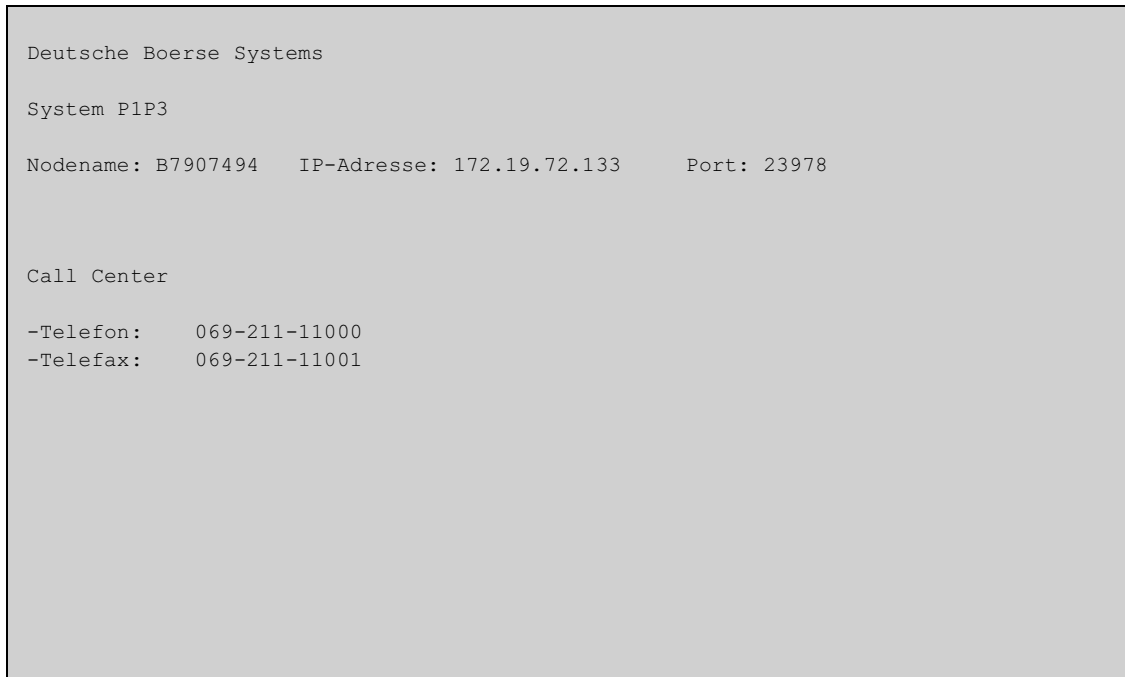 Deutsche Boerse Systems
System P1P3
Nodename: B7907494 IP-Adresse: 172.19.72.133 Port: 23978
Call Center
-Telefon: 069-211-11000
-Telefax: 069-211-11001